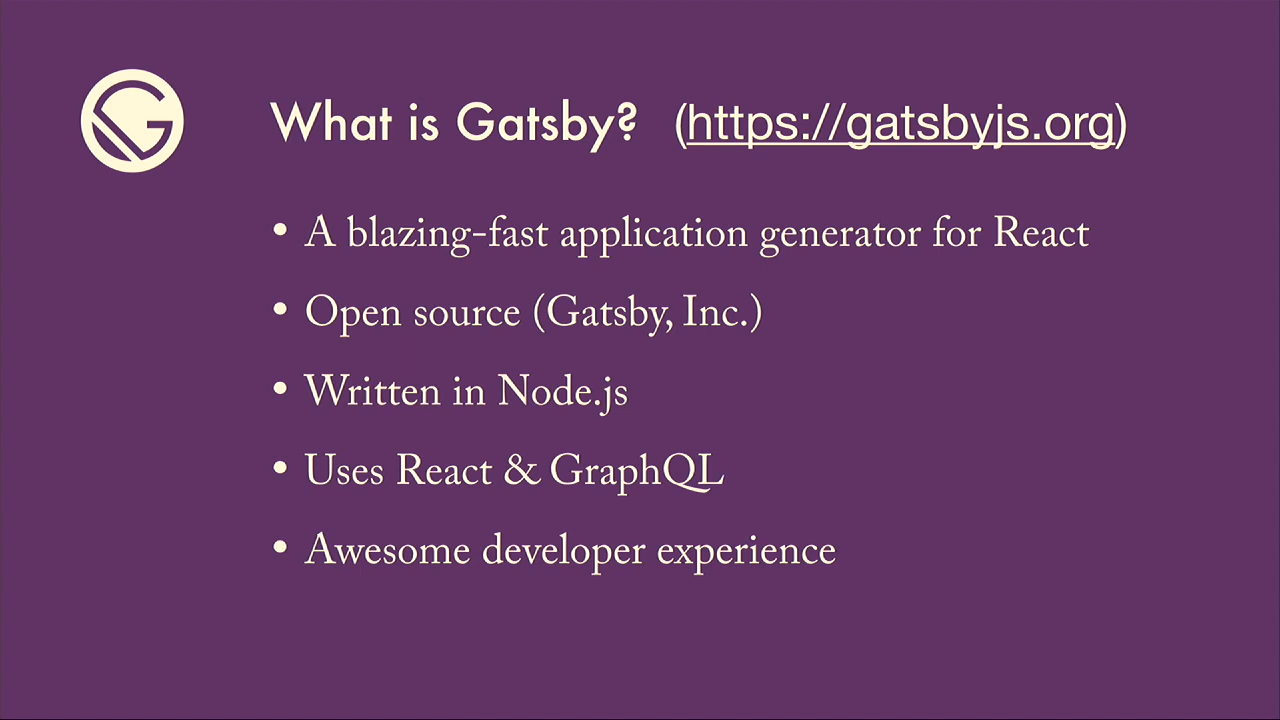 What is Gatsby? (https://gatsbyjs.org)
• A blazing-fast application generator for React
• Open source (Gatsby, Inc.)
• Written in Node.js
• Uses React & GraphQL
• Awesome developer experience